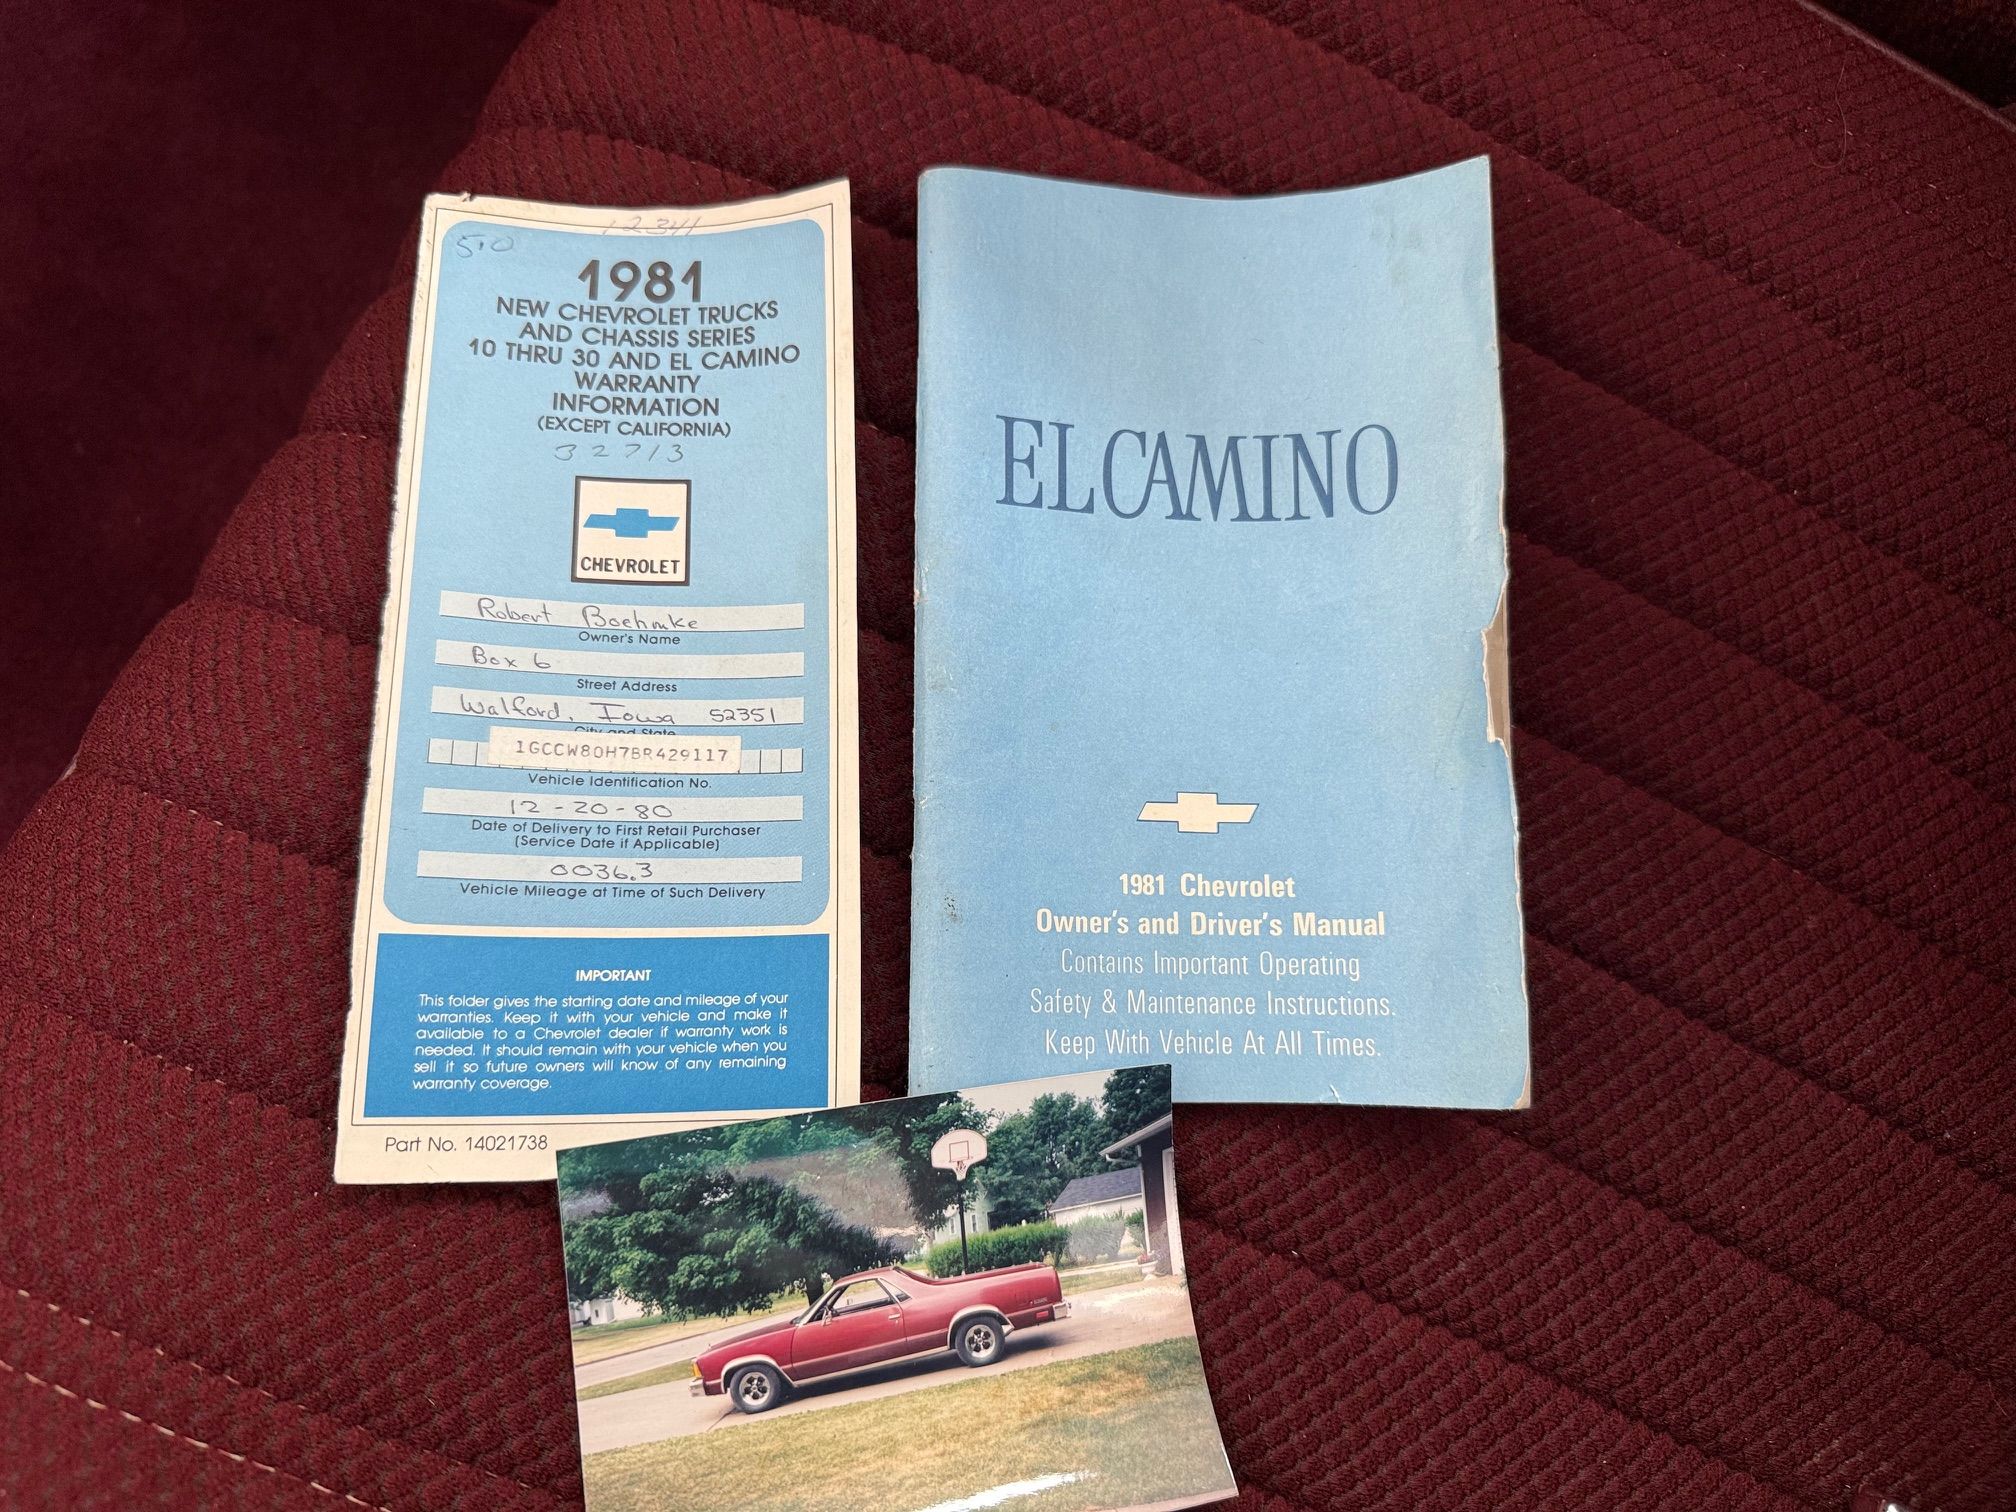 12341
5.0
1981
NEW CHEVROLET TRUCKS
AND CHASSIS SERIES
10 THRU 30 AND EL CAMINO
WARRANTY
INFORMATION
(EXCEPT CALIFORNIA)
32713
CHEVROLET
Robert Boehmke
Owner's Name
Box 6
Street Address
Walford, Iowa 52351
City and State
1GCCW80H7BR429117
Vehicle Identification No.
12-20-80
Date of Delivery to First Retail Purchaser
(Service Date if Applicable)
0036.3
Vehicle Mileage at Time of Such Delivery
IMPORTANT
This folder gives the starting date and mileage of your
warranties. Keep it with your vehicle and make it
available to a Chevrolet dealer if warranty work is
needed. It should remain with your vehicle when you
sell it so future owners will know of any remaining
warranty coverage.
Part No. 14021738
EL CAMINO
1981 Chevrolet
Owner's and Driver's Manual
Contains Important Operating
Safety & Maintenance Instructions.
Keep With Vehicle At All Times.